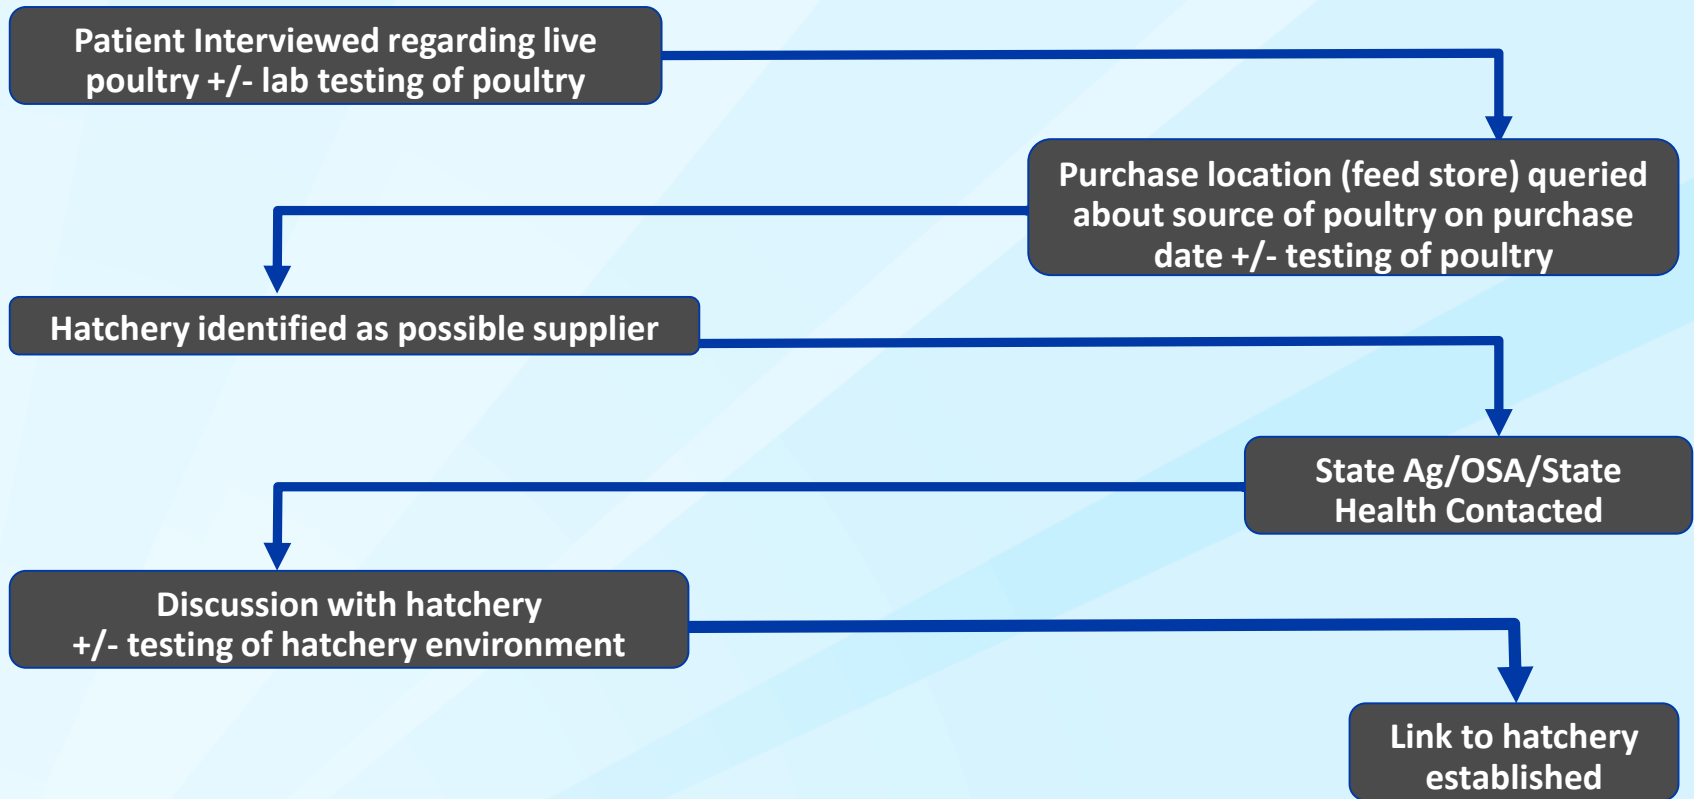 Patient Interviewed regarding live
poultry +/- lab testing of poultry
Purchase location (feed store) queried
about source of poultry on purchase
date +/- testing of poultry
Hatchery identified as possible supplier
State Ag/OSA/State
Health Contacted
Discussion with hatchery
+/- testing of hatchery environment
Link to hatchery
established